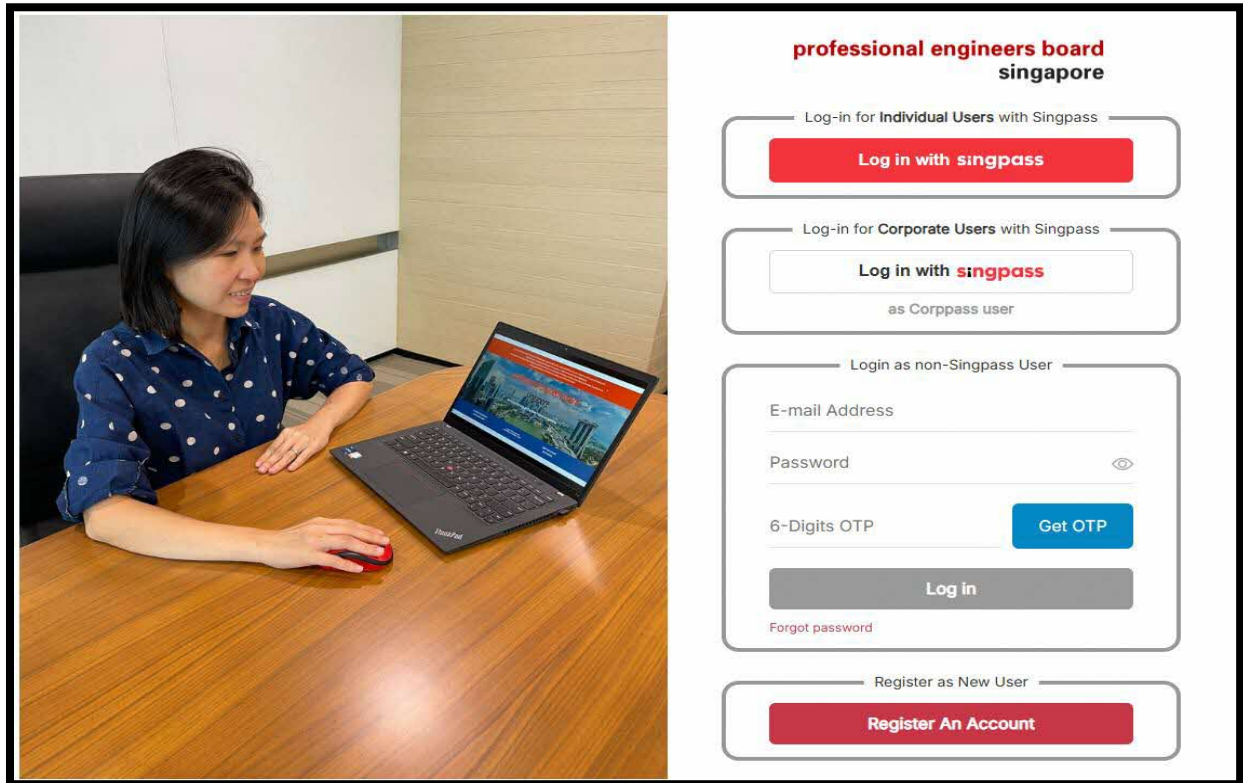 professional engineers board
singapore
Log-in for Individual Users with Singpass
Log in with singpass
Log-in for Corporate Users with Singpass
Log in with singpass
as Corppass user
Login as non-Singpass User
E-mail Address
Password
6-Digits OTP
Get OTP
Log in
Forgot password
Register as New User
Register An Account
ThinkPad